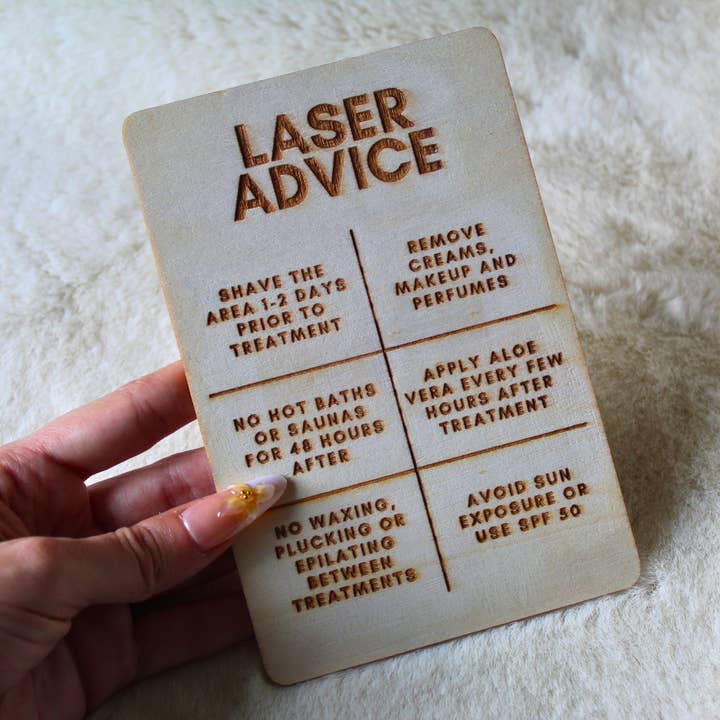 LASER
ADVICE
SHAVE THE
AREA 1-2 DAYS
PRIOR TO
TREATMENT
REMOVE
CREAMS,
MAKEUP AND
PERFUMES
NO HOT BATHS
OR SAUNAS
FOR 48 HOURS
AFTER
APPLY ALOE
VERA EVERY FEW
HOURS AFTER
TREATMENT
NO WAXING,
PLUCKING OR
EPILATING
BETWEEN
TREATMENTS
AVOID SUN
EXPOSURE OR
USE SPF 50